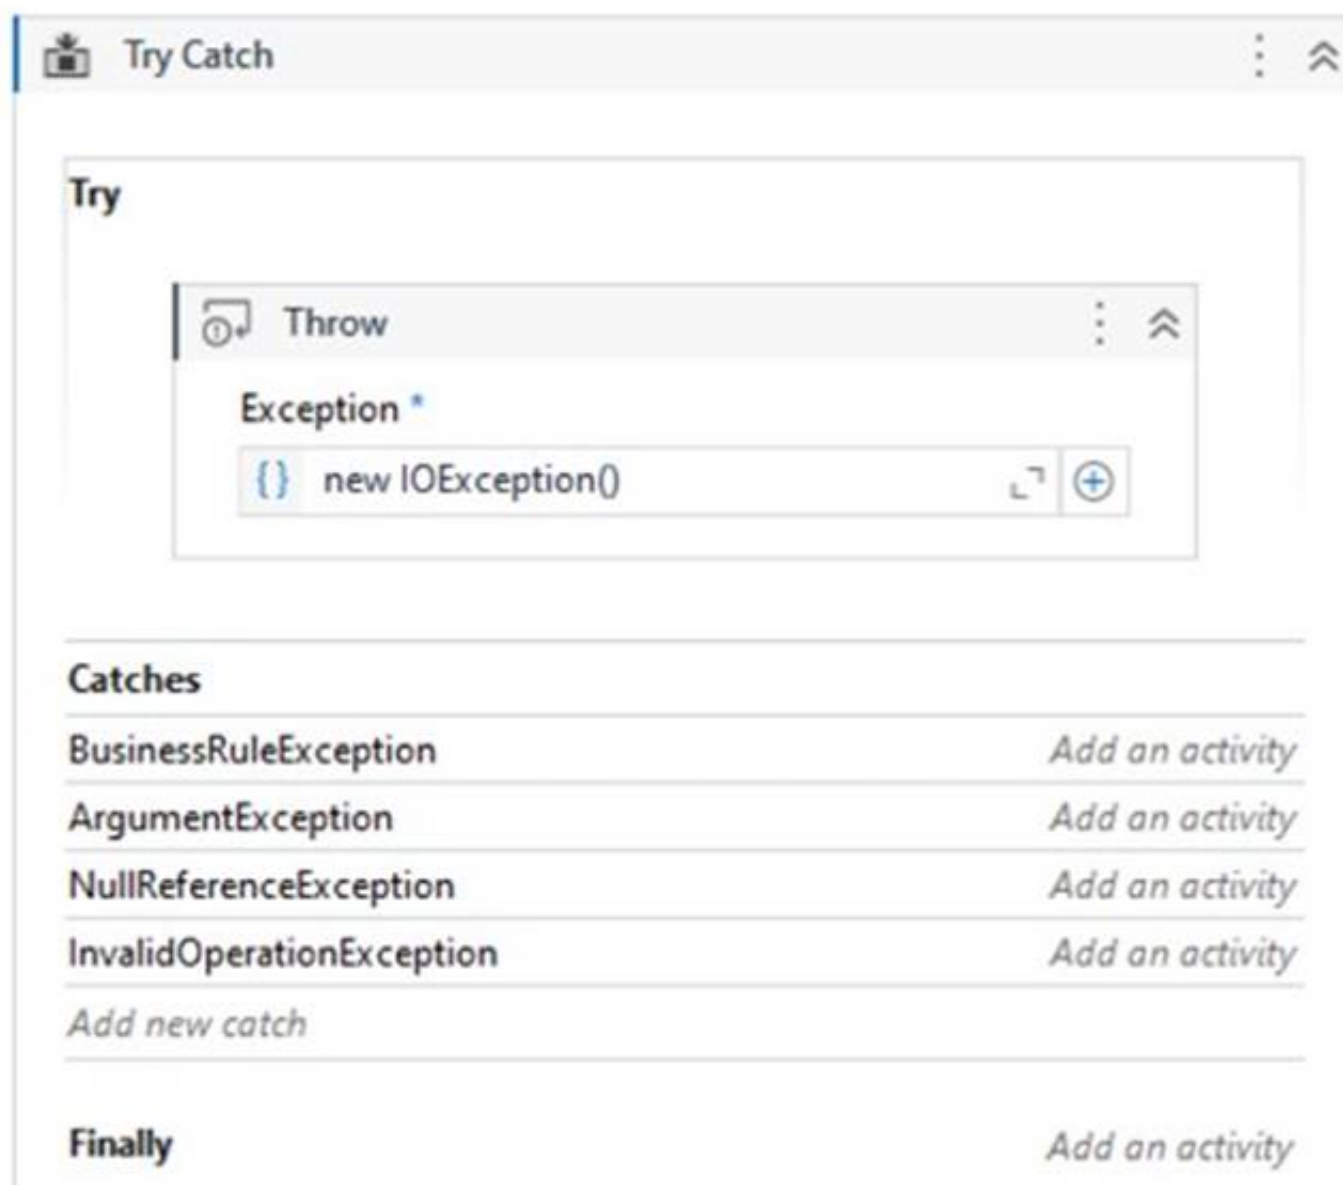 Try Catch
Try
Throw
Exception *
{} new IOException()
Catches
BusinessRuleException Add an activity
ArgumentException Add an activity
NullReferenceException Add an activity
InvalidOperationException Add an activity
Add new catch
Finally Add an activity